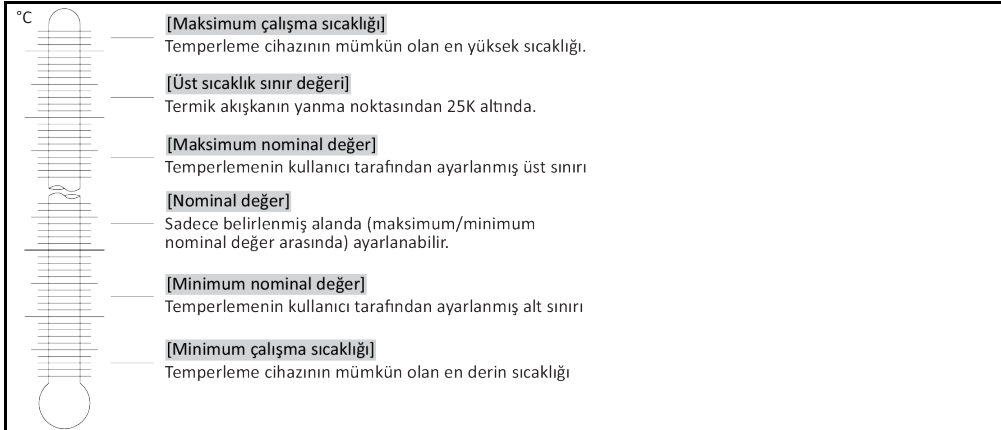 °C
[Maksimum çalışma sıcaklığı]
Temperleme cihazının mümkün olan en yüksek sıcaklığı.
[Üst sıcaklık sınır değeri]
Termik akışkanın yanma noktasından 25K altında.
[Maksimum nominal değer]
Temperlemenin kullanıcı tarafından ayarlanmış üst sınırı
[Nominal değer]
Sadece belirlenmiş alanda (maksimum/minimum
nominal değer arasında) ayarlanabilir.
[Minimum nominal değer]
Temperlemenin kullanıcı tarafından ayarlanmış alt sınırı
[Minimum çalışma sıcaklığı]
Temperleme cihazının mümkün olan en derin sıcaklığı